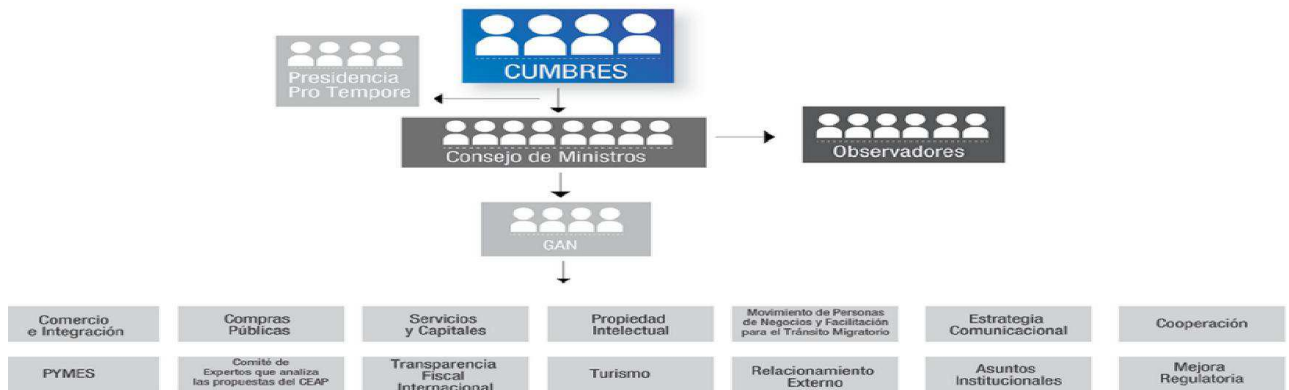 CUMBRES
Presidencia
Pro Tempore
Consejo de Ministros
Observadores
GAN
Comercio
e Integración
Compras
Públicas
Servicios
y Capitales
Propiedad
Intelectual
Movimiento de Personas
de Negocios y Facilitación
para el Tránsito Migratorio
Estrategia
Comunicacional
Cooperación
PYMES
Comité de
Expertos que analiza
las propuestas del CEAP
Transparencia
Fiscal
Internacional
Turismo
Relacionamiento
Externo
Asuntos
Institucionales
Mejora
Regulatoria